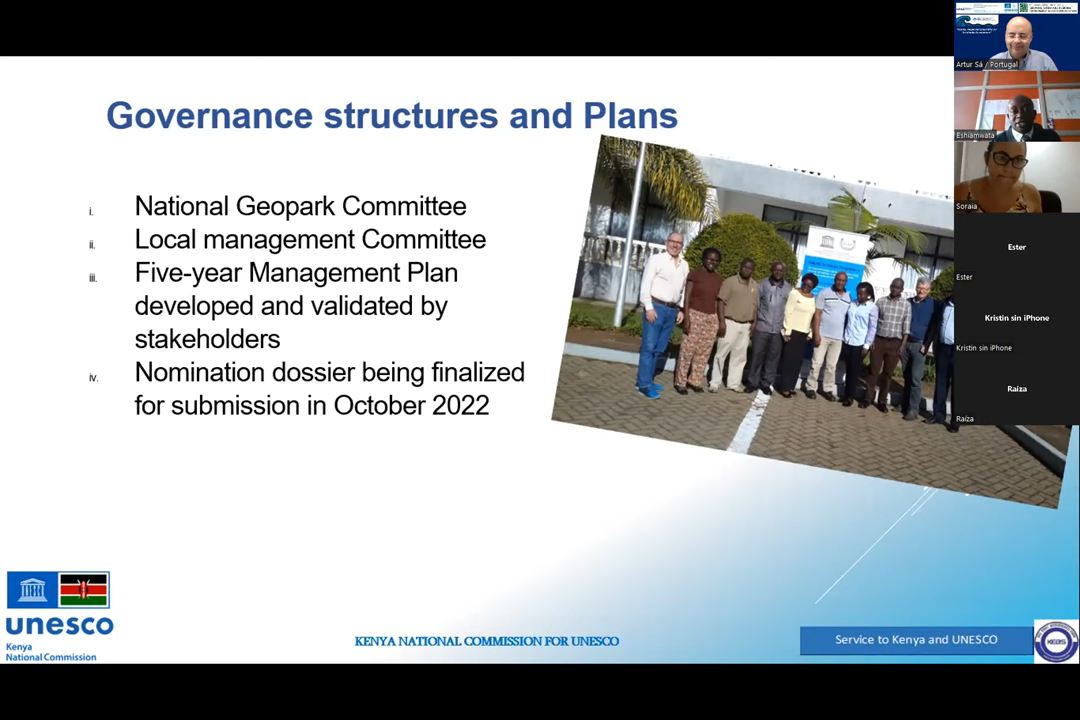 Governance structures and Plans
i. National Geopark Committee
ii. Local management Committee
iii. Five-year Management Plan
developed and validated by
stakeholders
iv. Nomination dossier being finalized
for submission in October 2022
unesco
Kenya
National Commission
KENYA NATIONAL COMMISSION FOR UNESCO
Service to Kenya and UNESCO
KEBS
Artur Sá / Portugal
Eshiamwata
Soraia
Ester
Ester
Kristin sin iPhone
Kristin sin iPhone
Raíza
Raíza